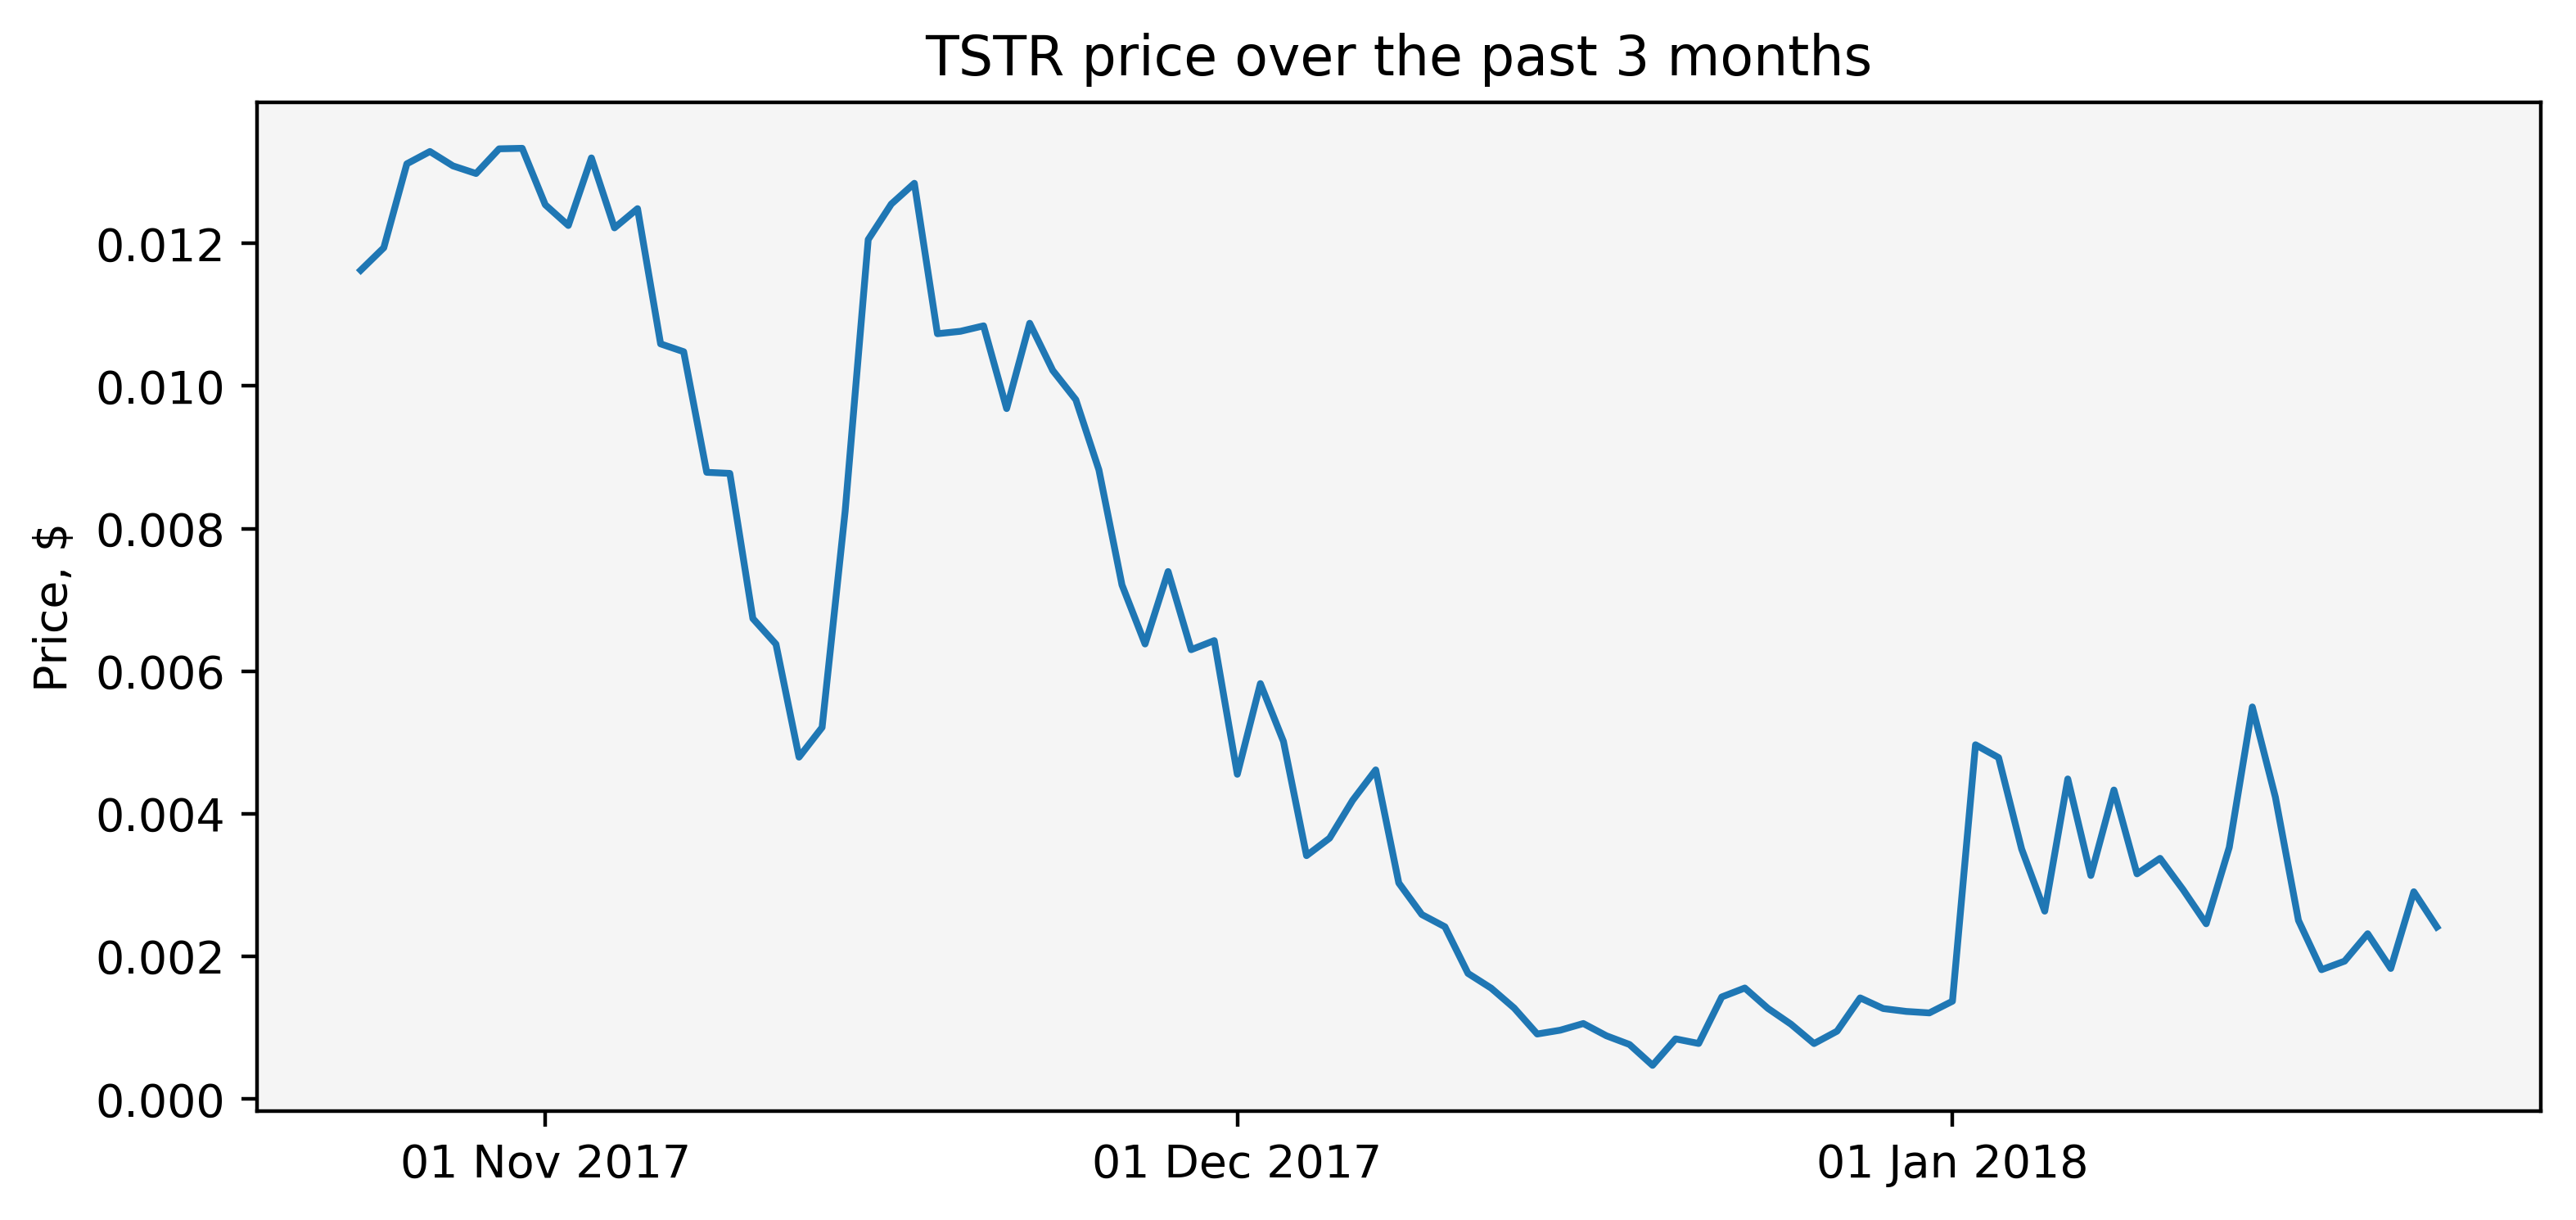 TSTR price over the past 3 months
Price, $
0.012
0.010
0.008
0.006
0.004
0.002
0.000
01 Nov 2017
01 Dec 2017
01 Jan 2018